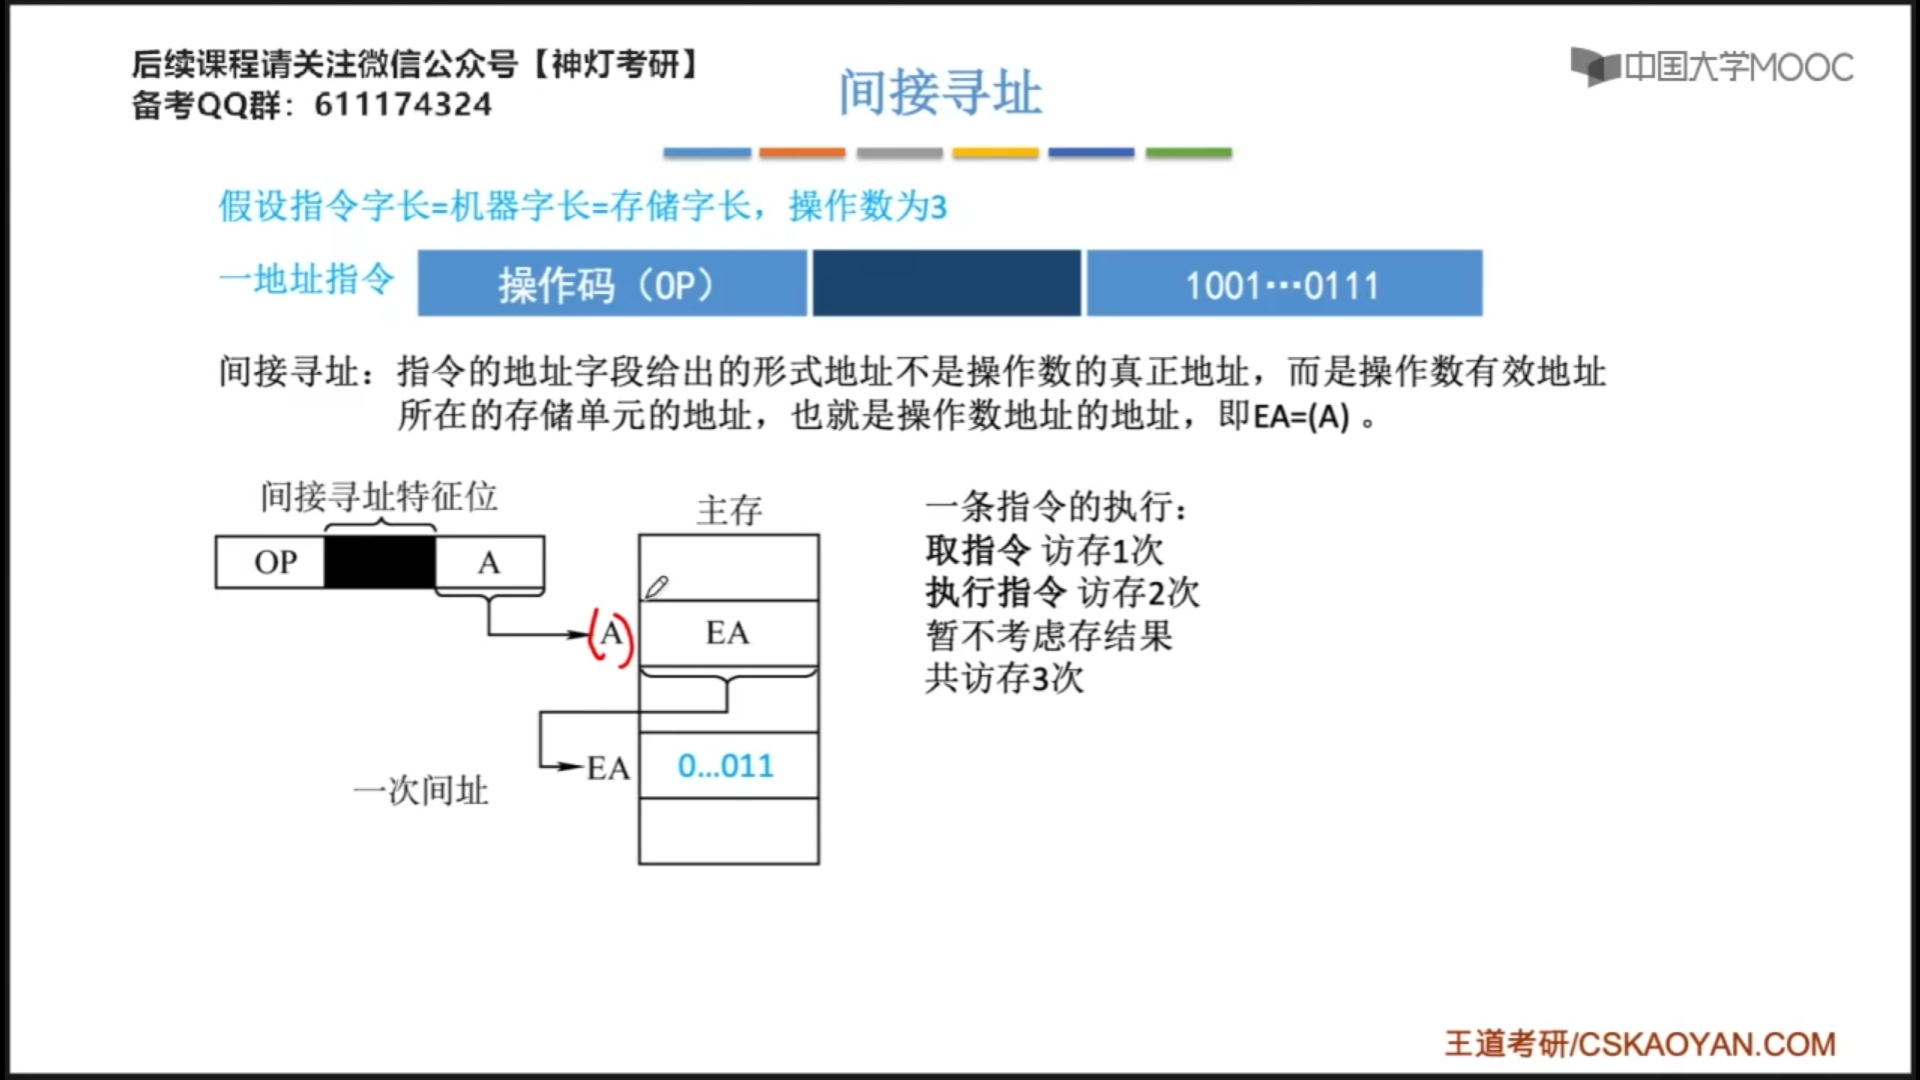 后续课程请关注微信公众号【神灯考研】
备考QQ群：611174324
中国大学MOOC
间接寻址
假设指令字长=机器字长=存储字长，操作数为3
一地址指令
操作码（OP）
1001…0111
间接寻址：指令的地址字段给出的形式地址不是操作数的真正地址，而是操作数有效地址
所在的存储单元的地址，也就是操作数地址的地址，即EA=(A) 。
间接寻址特征位
OP
A
主存
(A)
EA
EA
0…011
一次间址
一条指令的执行：
取指令 访存1次
执行指令 访存2次
暂不考虑存结果
共访存3次
王道考研/CSKAOYAN.COM